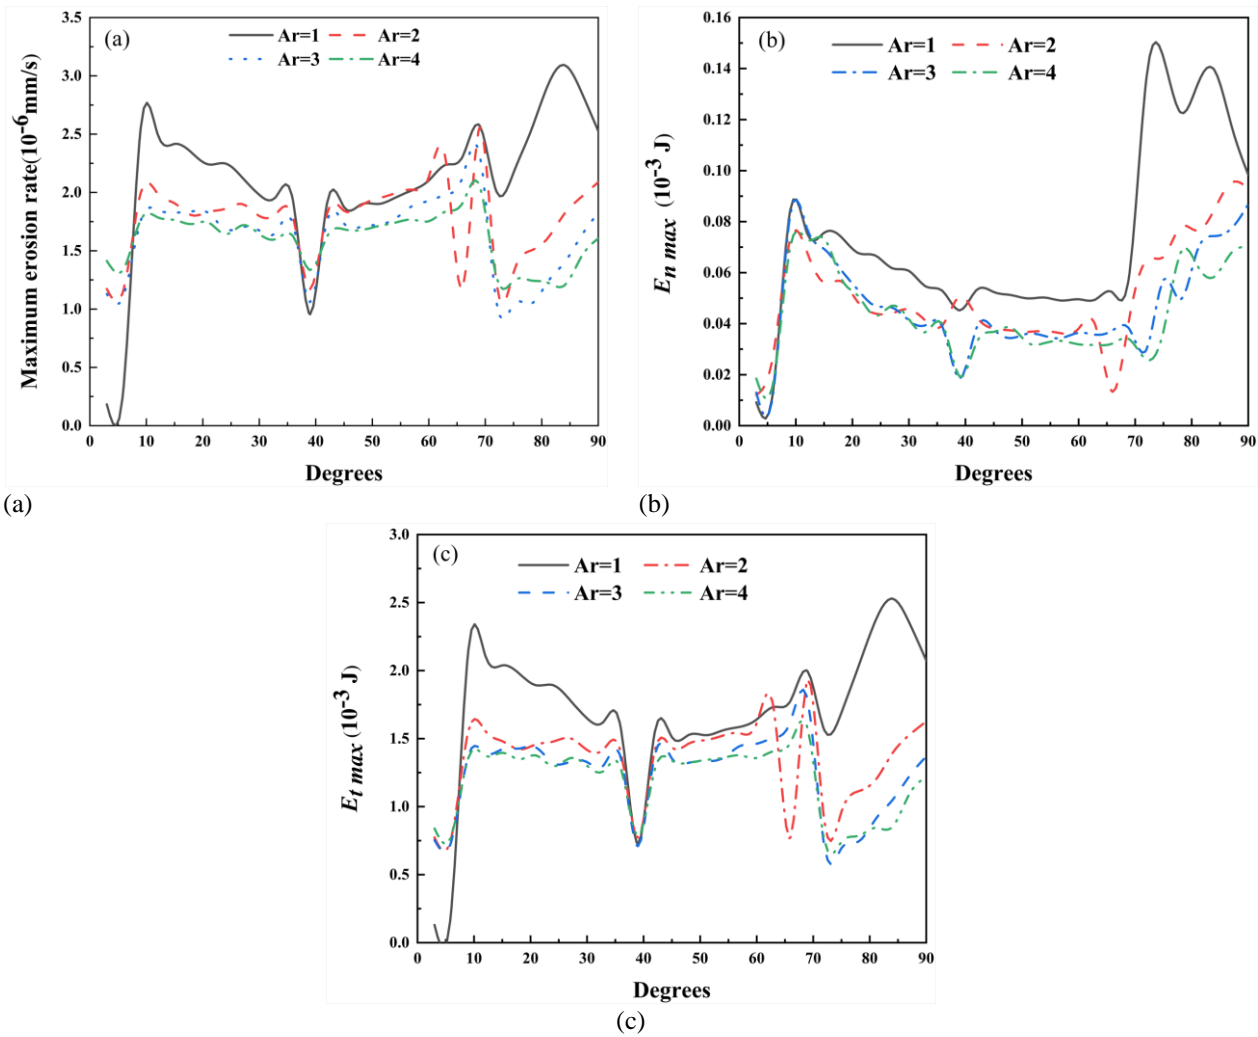 (a)
Ar=1 Ar=2
Ar=3 Ar=4
Maximum erosion rate(10⁻⁶mm/s)
3.5
3.0
2.5
2.0
1.5
1.0
0.5
0.0
0 10 20 30 40 50 60 70 80 90
Degrees
(a)
(b)
Ar=1 Ar=2
Ar=3 Ar=4
E_n max (10⁻³ J)
0.16
0.14
0.12
0.10
0.08
0.06
0.04
0.02
0.00
0 10 20 30 40 50 60 70 80 90
Degrees
(b)
(c)
Ar=1 Ar=2
Ar=3 Ar=4
E_t max (10⁻³ J)
3.0
2.5
2.0
1.5
1.0
0.5
0.0
0 10 20 30 40 50 60 70 80 90
Degrees
(c)